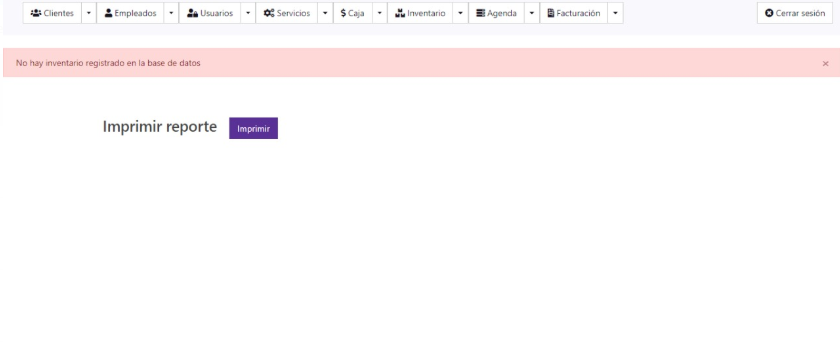 Clientes Empleados Usuarios Servicios $ Caja Inventario Agenda Facturación Cerrar sesión
No hay inventario registrado en la base de datos ×
Imprimir reporte Imprimir